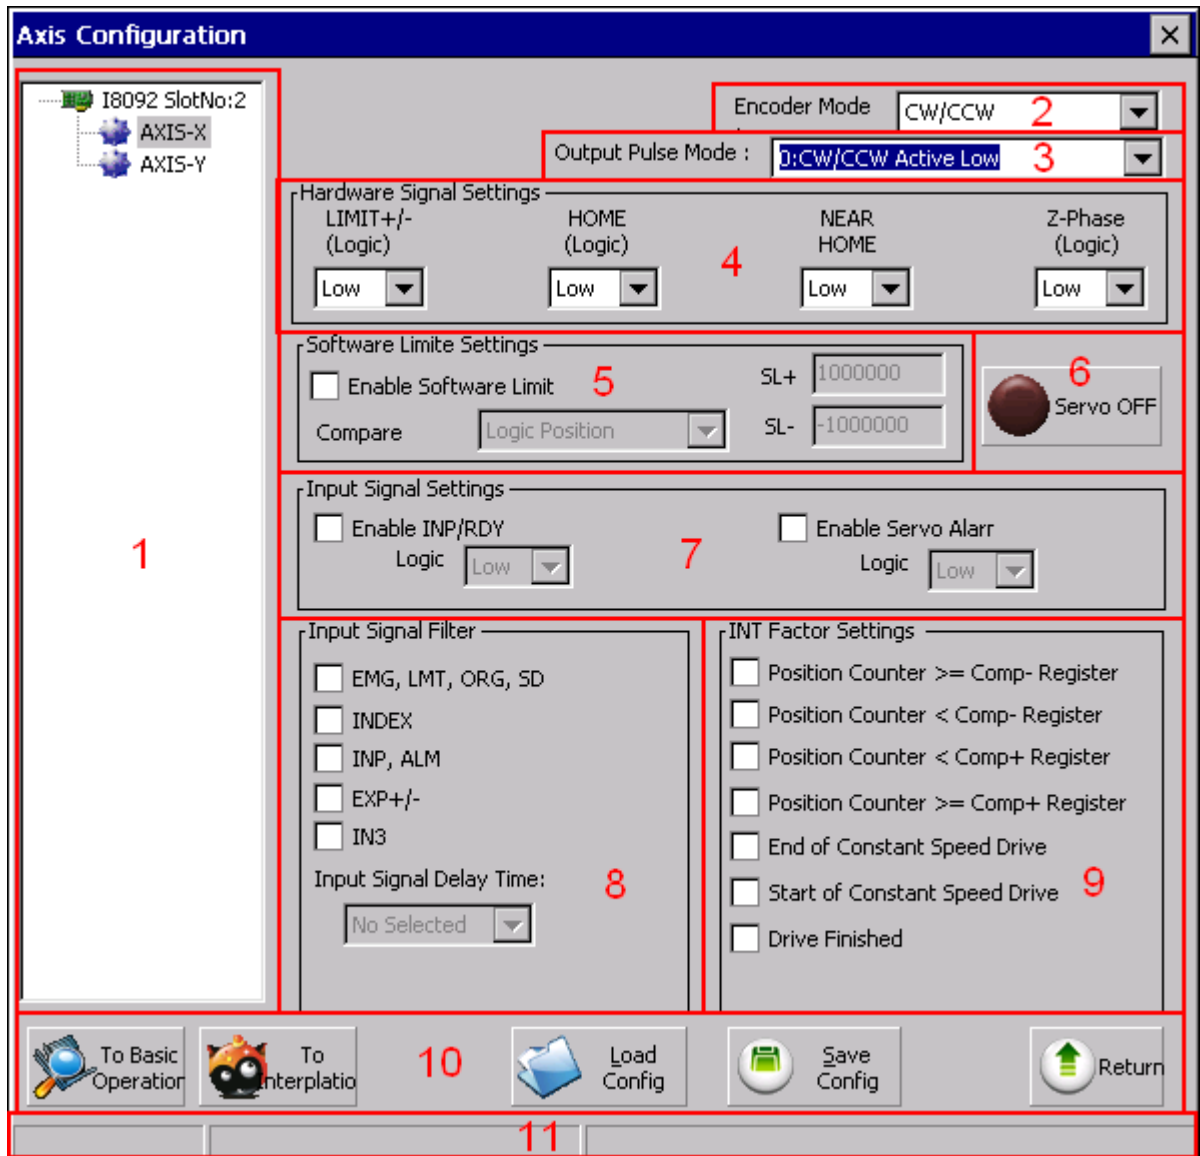 Axis Configuration
I8092 SlotNo:2
AXIS-X
AXIS-Y
1
Encoder Mode
CW/CCW
2
Output Pulse Mode :
0:CW/CCW Active Low
3
Hardware Signal Settings
LIMIT+/-
(Logic)
Low
HOME
(Logic)
Low
4
NEAR
HOME
Low
Z-Phase
(Logic)
Low
Software Limite Settings
Enable Software Limit
5
Compare
Logic Position
SL+
1000000
SL-
-1000000
6
Servo OFF
Input Signal Settings
Enable INP/RDY
Logic
Low
7
Enable Servo Alarr
Logic
Low
Input Signal Filter
EMG, LMT, ORG, SD
INDEX
INP, ALM
EXP+/-
IN3
Input Signal Delay Time:
No Selected
8
INT Factor Settings
Position Counter >= Comp- Register
Position Counter < Comp- Register
Position Counter < Comp+ Register
Position Counter >= Comp+ Register
End of Constant Speed Drive
Start of Constant Speed Drive
9
Drive Finished
To Basic
Operation
To
Interplatio
10
Load
Config
Save
Config
Return
11